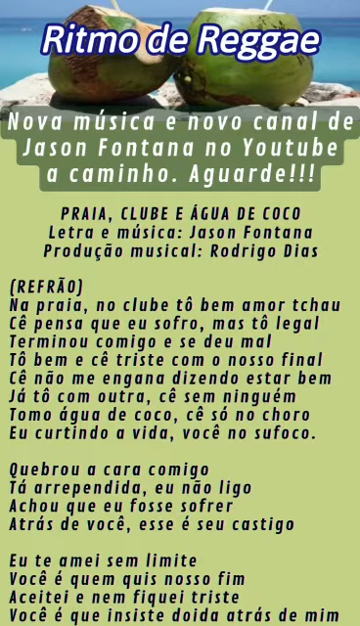 Ritmo de Reggae
Nova música e novo canal de
Jason Fontana no Youtube
a caminho. Aguarde!!!
PRAIA, CLUBE E ÁGUA DE COCO
Letra e música: Jason Fontana
Produção musical: Rodrigo Dias
(REFRÃO)
Na praia, no clube tô bem amor tchau
Cê pensa que eu sofro, mas tô legal
Terminou comigo e se deu mal
Tô bem e cê triste com o nosso final
Cê não me engana dizendo estar bem
Já tô com outra, cê sem ninguém
Tomo água de coco, cê só no choro
Eu curtindo a vida, você no sufoco.
Quebrou a cara comigo
Tá arrependida, eu não ligo
Achou que eu fosse sofrer
Atrás de você, esse é seu castigo
Eu te amei sem limite
Você é quem quis nosso fim
Aceitei e nem fiquei triste
Você é que insiste doida atrás de mim